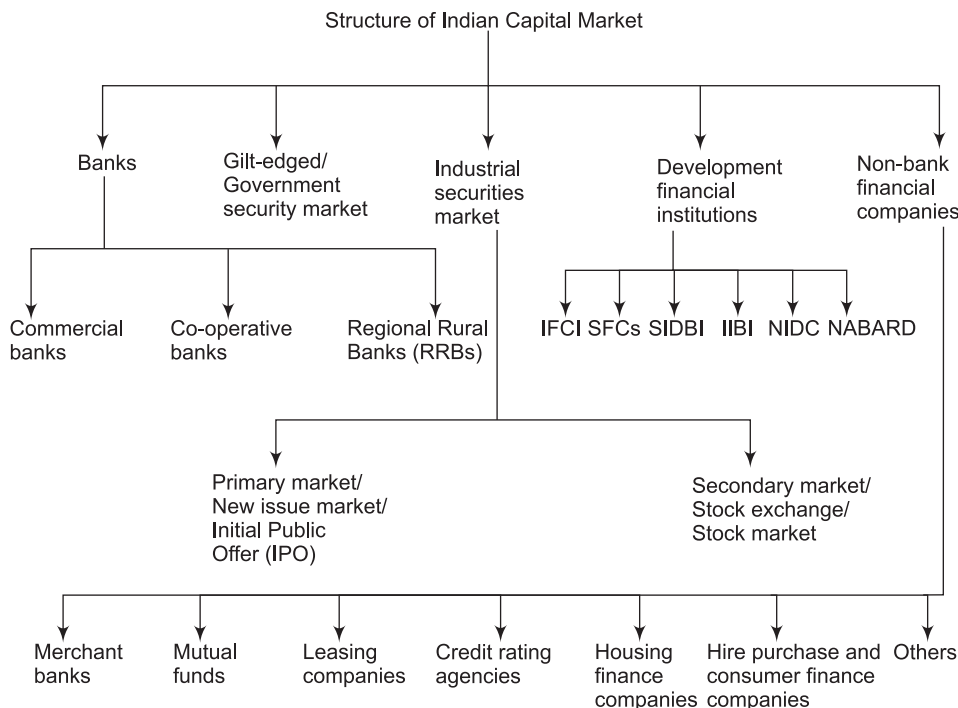 Structure of Indian Capital Market
Banks
Gilt-edged/
Government
security market
Industrial
securities
market
Development
financial
institutions
Non-bank
financial
companies
Commercial
banks
Co-operative
banks
Regional Rural
Banks (RRBs)
IFCI SFCs SIDBI IIBI NIDC NABARD
Primary market/
New issue market/
Initial Public
Offer (IPO)
Secondary market/
Stock exchange/
Stock market
Merchant
banks
Mutual
funds
Leasing
companies
Credit rating
agencies
Housing
finance
companies
Hire purchase and
consumer finance
companies
Others